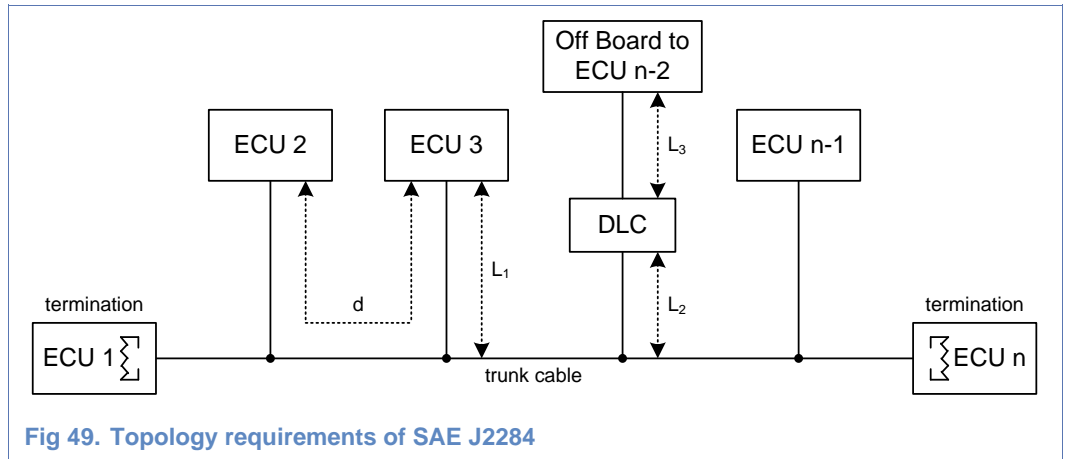 Off Board to
ECU n-2
ECU 2
ECU 3
ECU n-1
L₃
DLC
L₁
L₂
d
termination
termination
ECU 1
ECU n
trunk cable
Fig 49. Topology requirements of SAE J2284